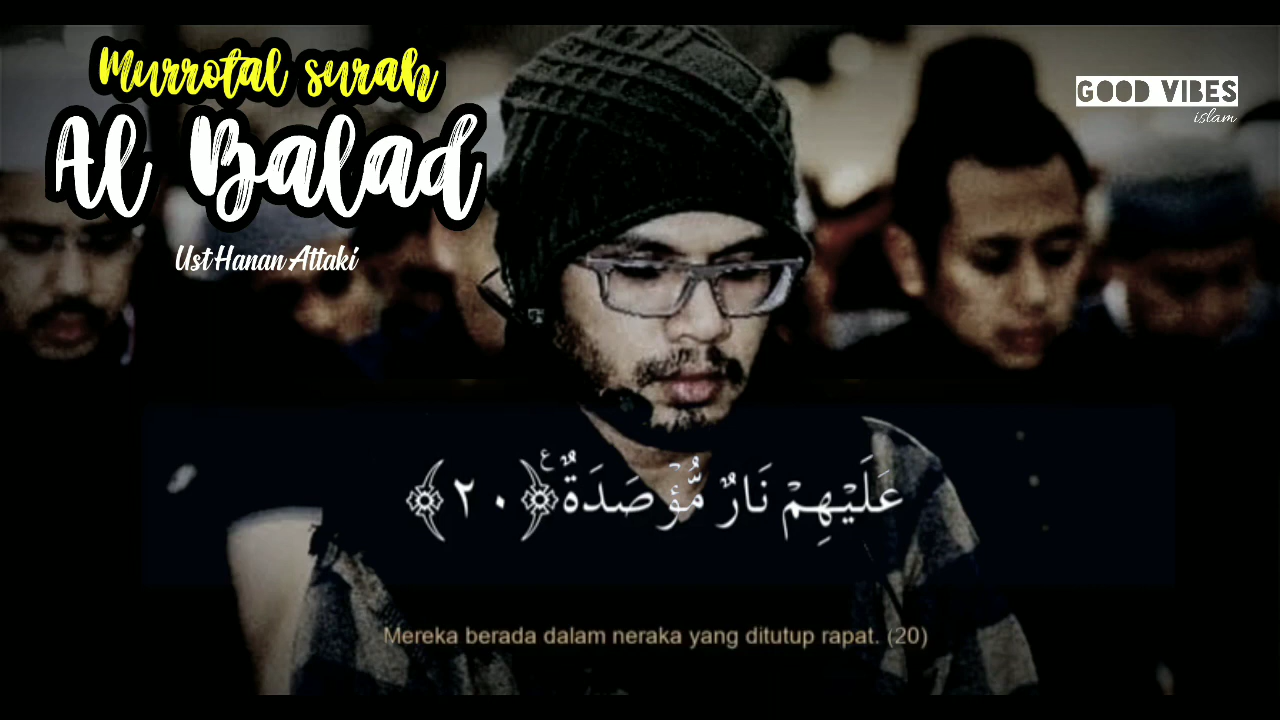 Murrotal surah
Al Balad
Ust Hanan Attaki
GOOD VIBES
islam
عَلَيْهِمْ نَارٌ مُّؤْصَدَةٌ ࣖ ﴿٢٠﴾
Mereka berada dalam neraka yang ditutup rapat. (20)